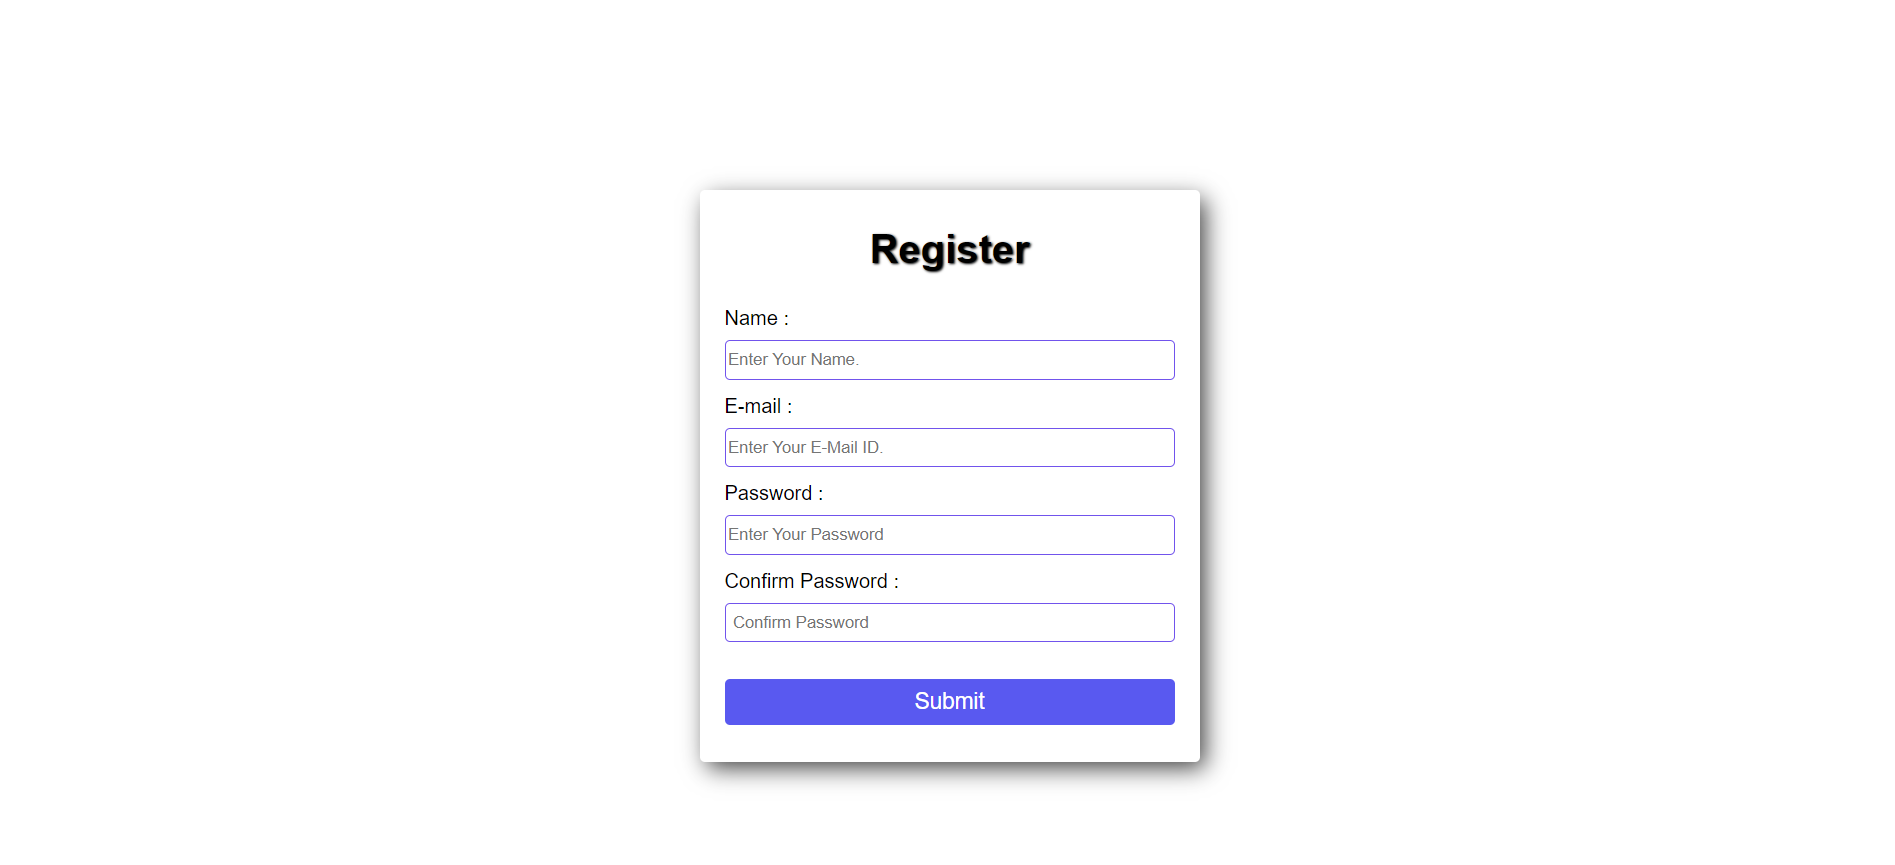 Register
Name :
Enter Your Name.
E-mail :
Enter Your E-Mail ID.
Password :
Enter Your Password
Confirm Password :
Confirm Password
Submit